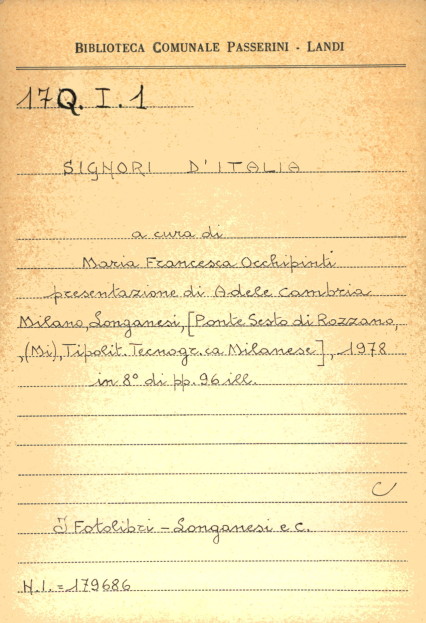 BIBLIOTECA COMUNALE PASSERINI - LANDI
17Q. I. 1
SIGNORI D'ITALIA
a cura di
Maria Francesca Occhipinti
presentazione di Adele Cambria
Milano, Longanesi, [Ponte Sesto di Rozzano,
,(Mi), Tipolit. Tecnogr.ca Milanese], 1978
in 8° di pp. 96 ill.
C
I Fotolibri - Longanesi e C.
N.I. = 179686